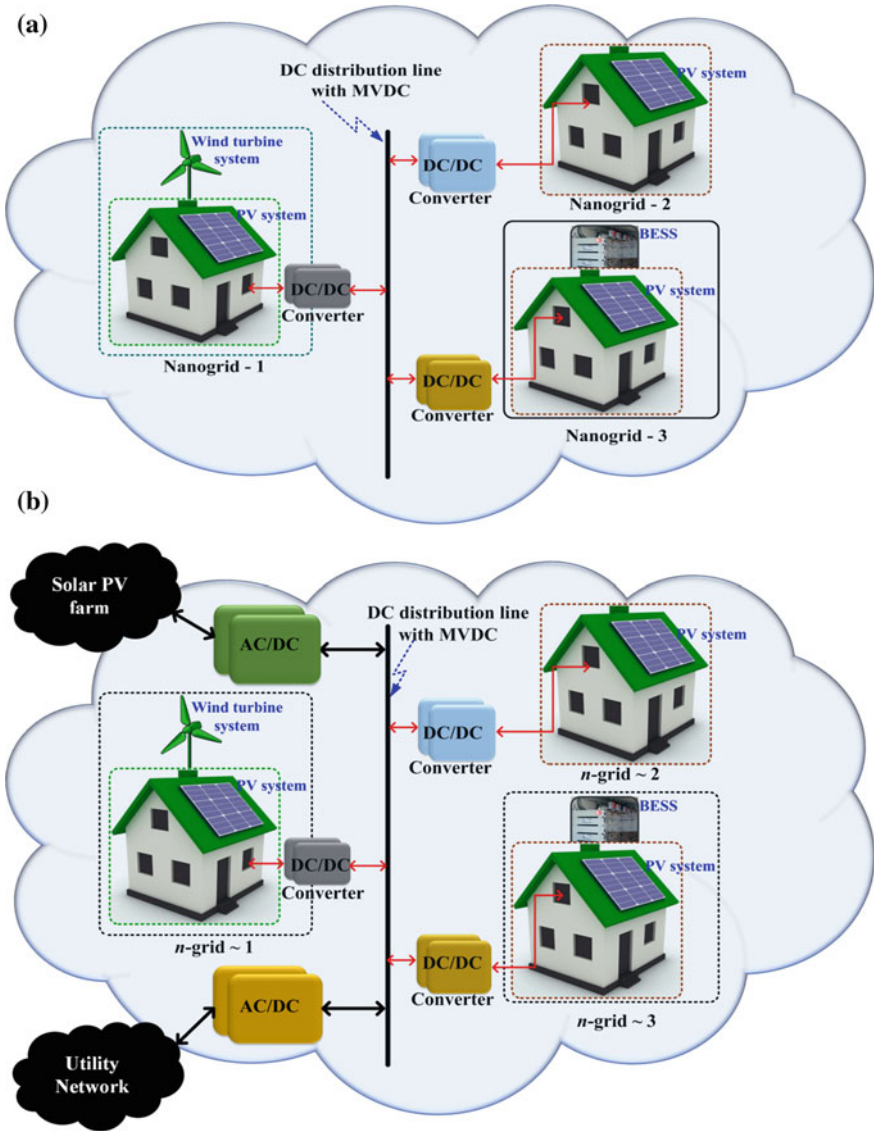 (a)
DC distribution line
with MVDC
Wind turbine
system
PV system
DC/DC
Converter
Nanogrid - 1
DC/DC
Converter
PV system
Nanogrid - 2
BESS
PV system
DC/DC
Converter
Nanogrid - 3
(b)
Solar PV
farm
AC/DC
DC distribution line
with MVDC
Wind turbine
system
PV system
DC/DC
Converter
n-grid ~ 1
DC/DC
Converter
PV system
n-grid ~ 2
BESS
PV system
DC/DC
Converter
n-grid ~ 3
AC/DC
Utility
Network